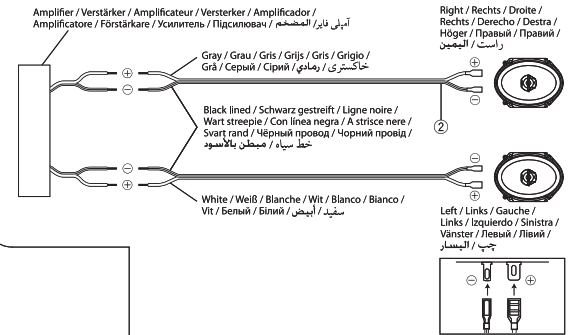 Amplifier / Verstärker / Amplificateur / Versterker / Amplificador /
Amplificatore / Förstärkare / Усилитель / Підсилювач / آمپلی فایر/ المضخم
Right / Rechts / Droite /
Rechts / Derecho / Destra /
Höger / Правый / Правий /
راست / اليمين
Gray / Grau / Gris / Grijs / Gris / Grigio /
Grå / Серый / Сірий / خاکستری / رمادي
⊕
⊖
⊕
⊖
Black lined / Schwarz gestreift / Ligne noire /
Wart streepie / Con línea negra / A strisce nere /
Svart rand / Чёрный провод / Чорний провід /
خط سیاه / مبطن بالأسود
②
⊖
⊕
⊖
⊕
White / Weiß / Blanche / Wit / Blanco / Bianco /
Vit / Белый / Білий / سفید / أبيض
Left / Links / Gauche /
Links / Izquierdo / Sinistra /
Vänster / Левый / Лівий /
چپ / اليسار
⊖ ⊕